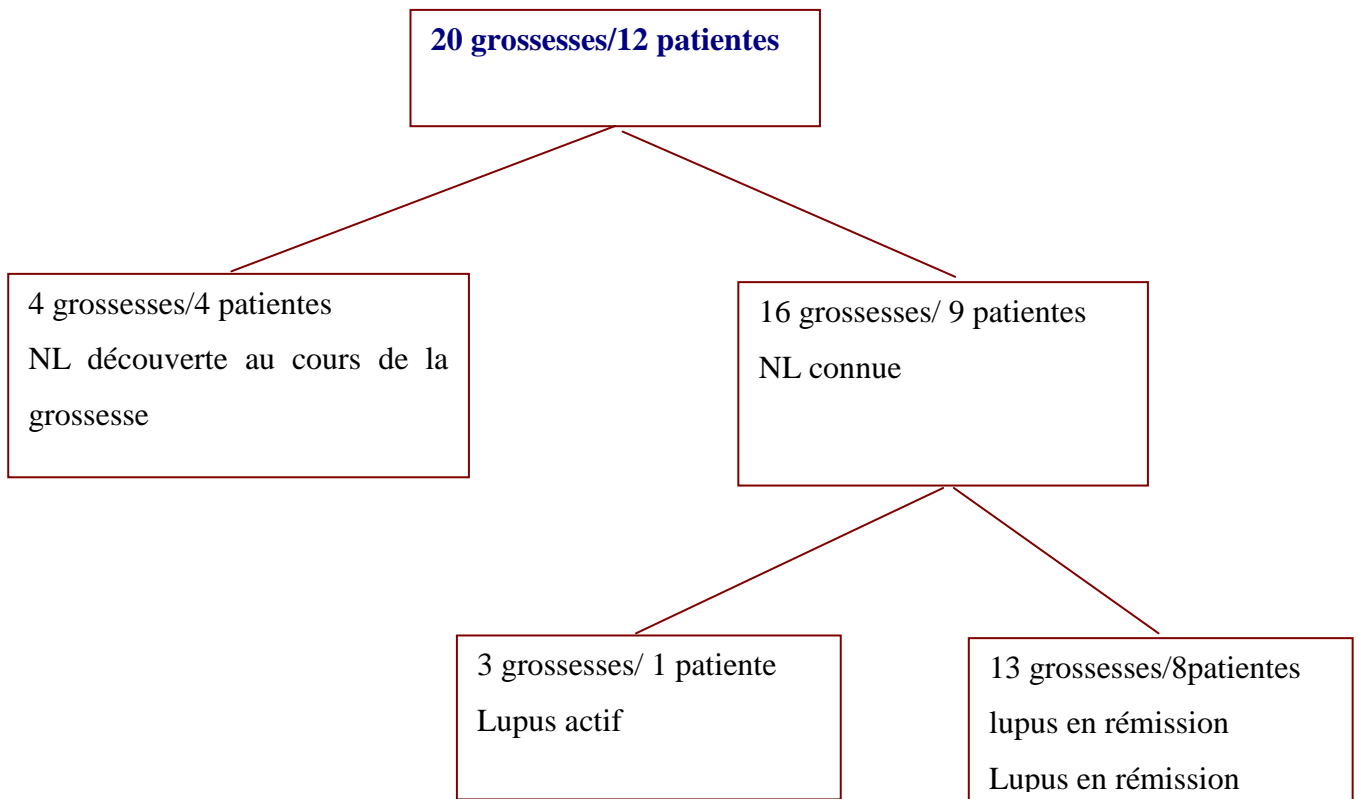 20 grossesses/12 patientes
4 grossesses/4 patientes
NL découverte au cours de la
grossesse
16 grossesses/ 9 patientes
NL connue
3 grossesses/ 1 patiente
Lupus actif
13 grossesses/8patientes
lupus en rémission
Lupus en rémission